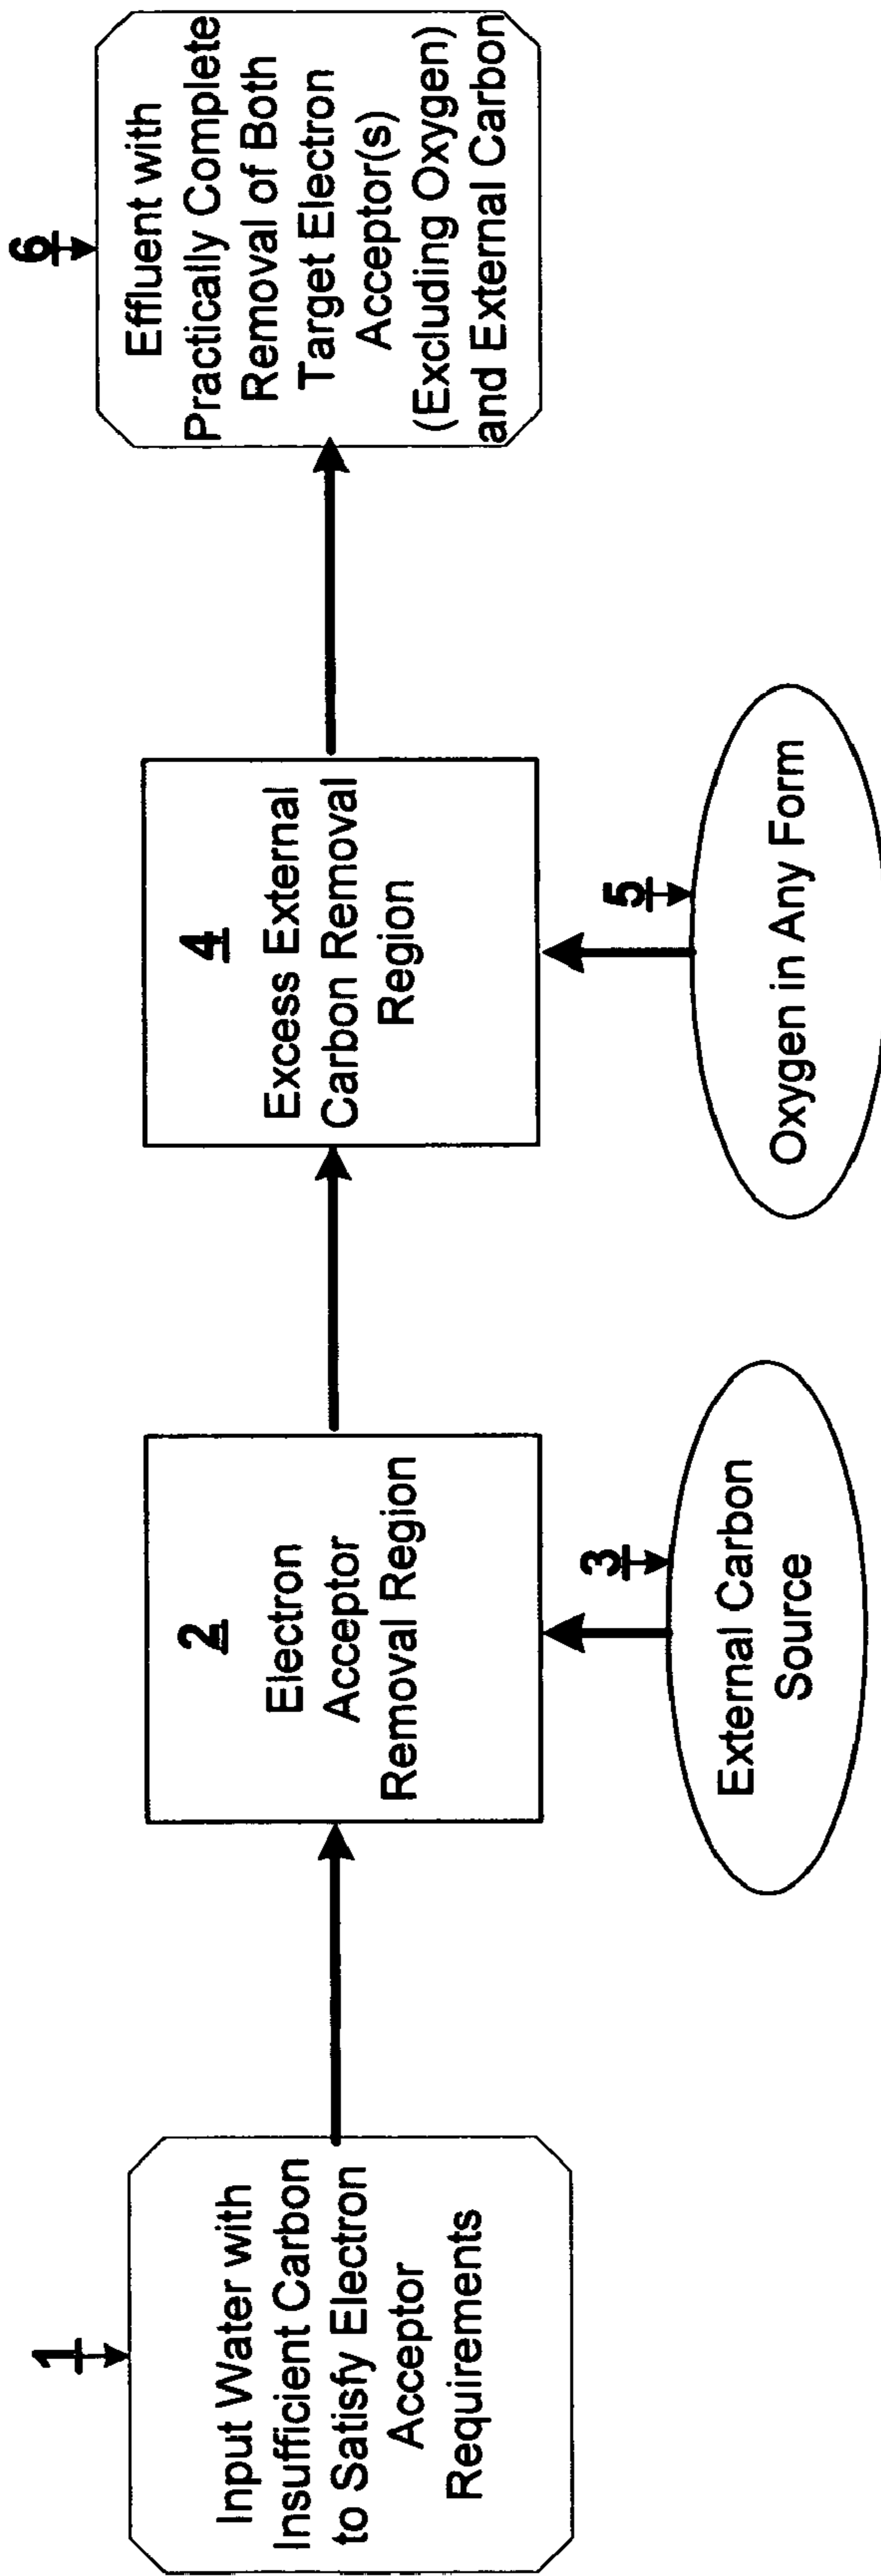 1
Input Water with
Insufficient Carbon
to Satisfy Electron
Acceptor
Requirements
2
Electron
Acceptor
Removal Region
3
External Carbon
Source
4
Excess External
Carbon Removal
Region
5
Oxygen in Any Form
6
Effluent with
Practically Complete
Removal of Both
Target Electron
Acceptor(s)
(Excluding Oxygen)
and External Carbon